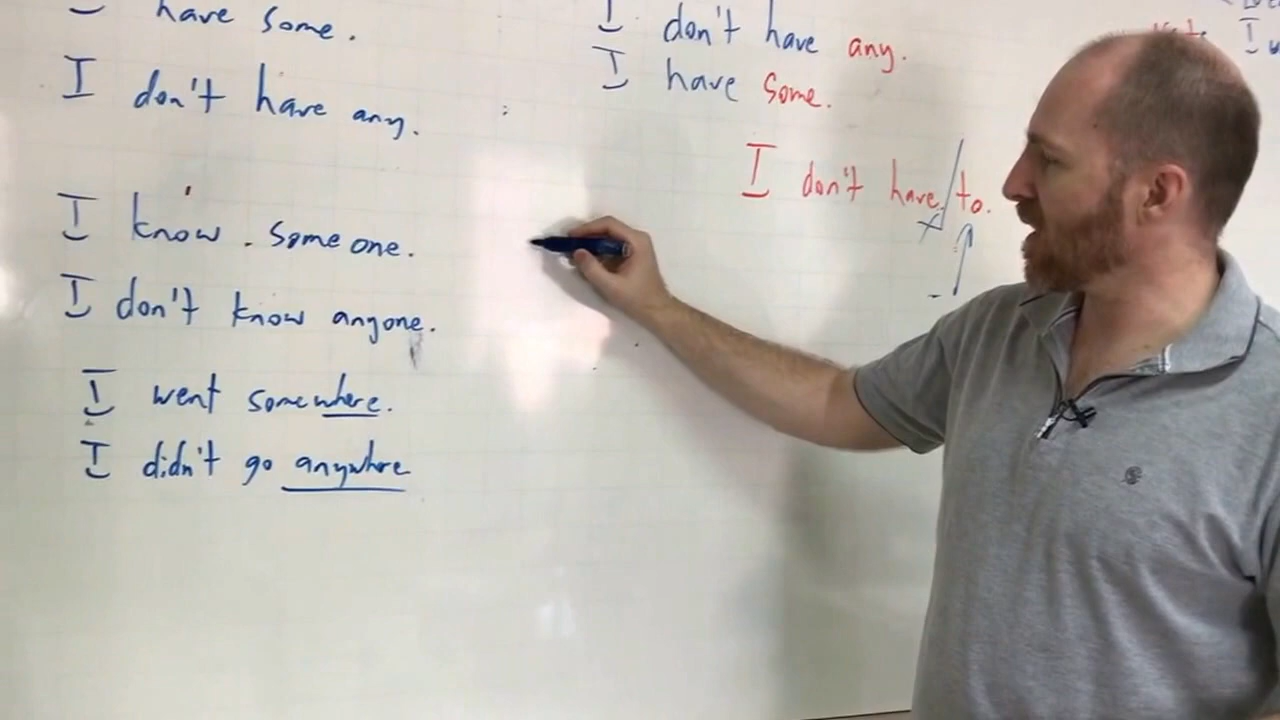 have some.
I don't have any.
I know. someone.
I don't know anyone.
I went somewhere.
I didn't go anywhere
I don't have any.
I have some.
I don't have to.
I